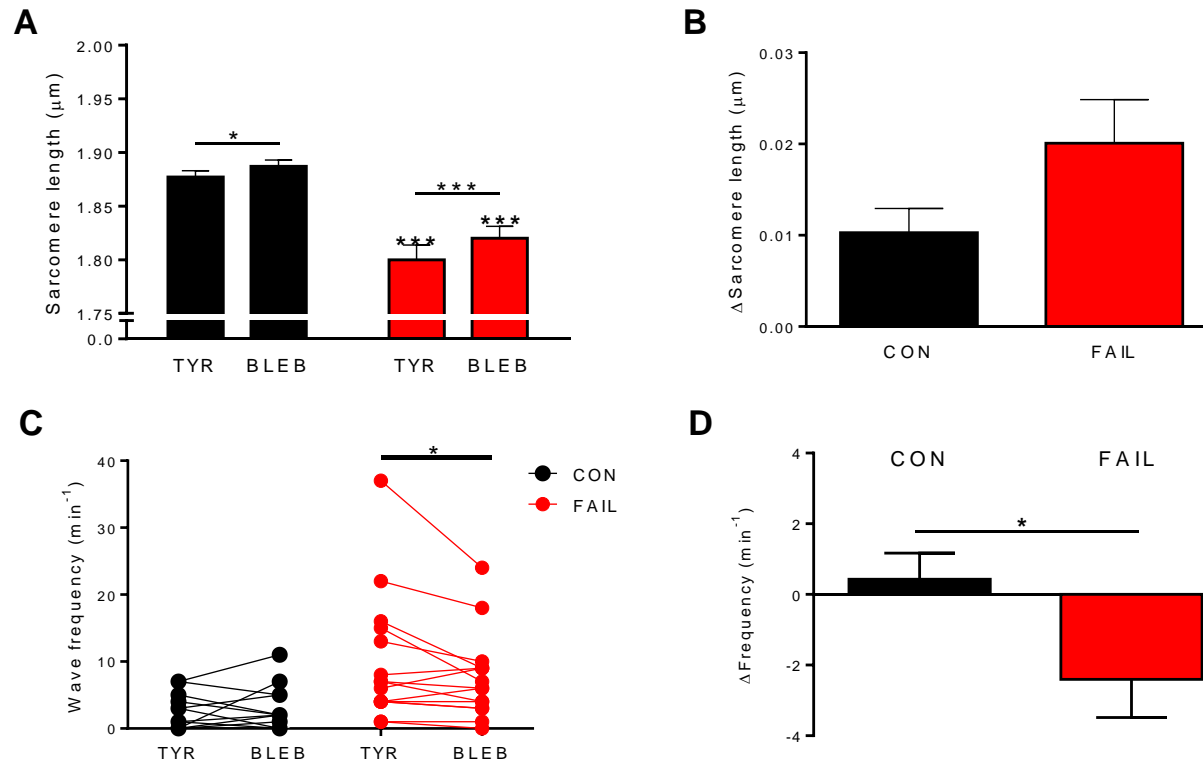 A
Sarcomere length (μm)
2.00
1.95
1.90
1.85
1.80
1.75
0.0
*
***
***
***
TYR BLEB TYR BLEB
B
ΔSarcomere length (μm)
0.03
0.02
0.01
0.00
CON FAIL
C
Wave frequency (min⁻¹)
40
30
20
10
0
*
CON
FAIL
TYR BLEB TYR BLEB
D
ΔFrequency (min⁻¹)
4
2
0
-2
-4
CON FAIL
*